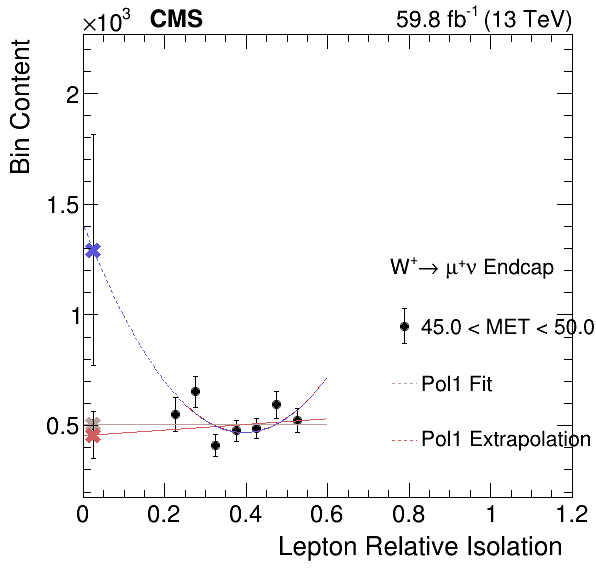 ×10³ CMS 59.8 fb⁻¹ (13 TeV)
Bin Content
2
1.5
1
0.5
W⁺→ μ⁺ν Endcap
45.0 < MET < 50.0
Pol1 Fit
Pol1 Extrapolation
0 0.2 0.4 0.6 0.8 1 1.2
Lepton Relative Isolation